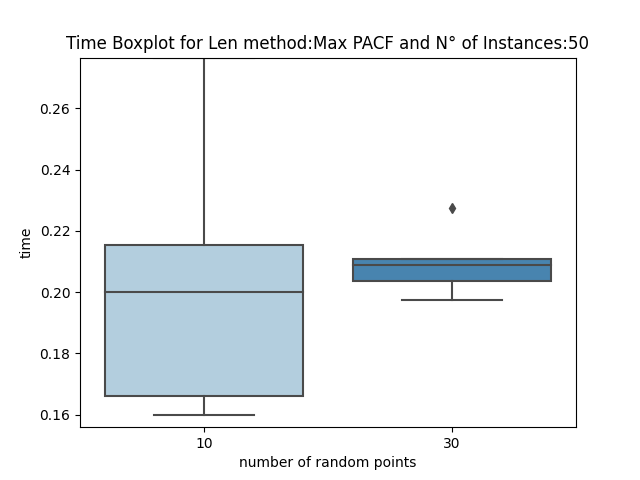 Time Boxplot for Len method:Max PACF and N° of Instances:50
0.26
0.24
0.22
0.20
0.18
0.16
time
10 30
number of random points